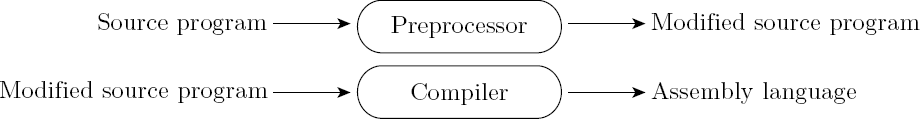 Source program Preprocessor Modified source program
Modified source program Compiler Assembly language